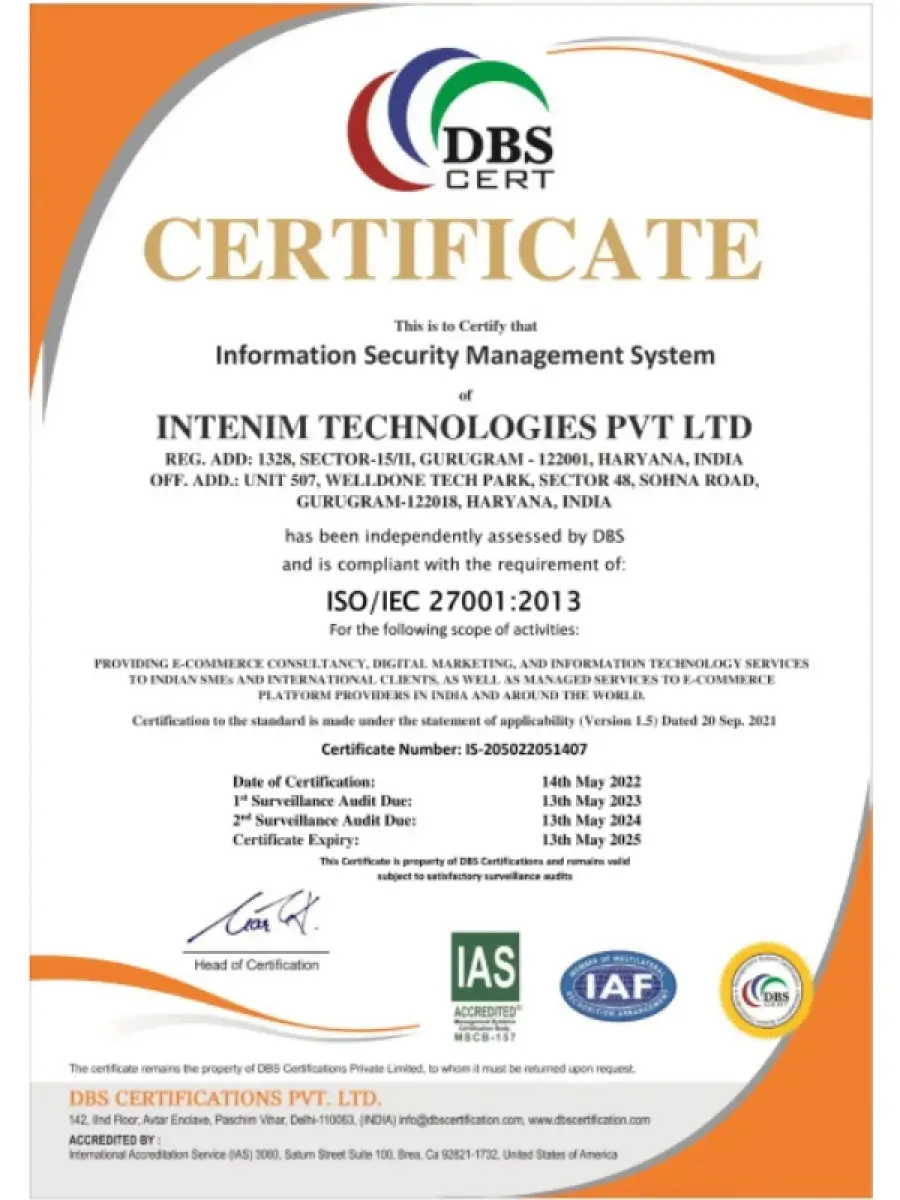 DBS
CERT
CERTIFICATE
This is to Certify that
Information Security Management System
of
INTENIM TECHNOLOGIES PVT LTD
REG. ADD: 1328, SECTOR-15/II, GURUGRAM - 122001, HARYANA, INDIA
OFF. ADD.: UNIT 507, WELLDONE TECH PARK, SECTOR 48, SOHNA ROAD,
GURUGRAM-122018, HARYANA, INDIA
has been independently assessed by DBS
and is compliant with the requirement of:
ISO/IEC 27001:2013
For the following scope of activities:
PROVIDING E-COMMERCE CONSULTANCY, DIGITAL MARKETING, AND INFORMATION TECHNOLOGY SERVICES
TO INDIAN SMEs AND INTERNATIONAL CLIENTS, AS WELL AS MANAGED SERVICES TO E-COMMERCE
PLATFORM PROVIDERS IN INDIA AND AROUND THE WORLD.
Certification to the standard is made under the statement of applicability (Version 1.5) Dated 20 Sep. 2021
Certificate Number: IS-205022051407
Date of Certification: 14th May 2022
1st Surveillance Audit Due: 13th May 2023
2nd Surveillance Audit Due: 13th May 2024
Certificate Expiry: 13th May 2025
This Certificate is property of DBS Certifications and remains valid
subject to satisfactory surveillance audits
Head of Certification
IAS
ACCREDITED
Management Systems
Certification Body
MSCB-157
MEMBER OF MULTILATERAL
IAF
RECOGNITION ARRANGEMENT
DBS
The certificate remains the property of DBS Certifications Private Limited, to whom it must be returned upon request.
DBS CERTIFICATIONS PVT. LTD.
142, IInd Floor, Avtar Enclave, Paschim Vihar, Delhi-110063, (INDIA) info@dbscertification.com, www.dbscertification.com
ACCREDITED BY :
International Accreditation Service (IAS) 3060, Saturn Street Suite 100, Brea, Ca 92821-1732, United States of America